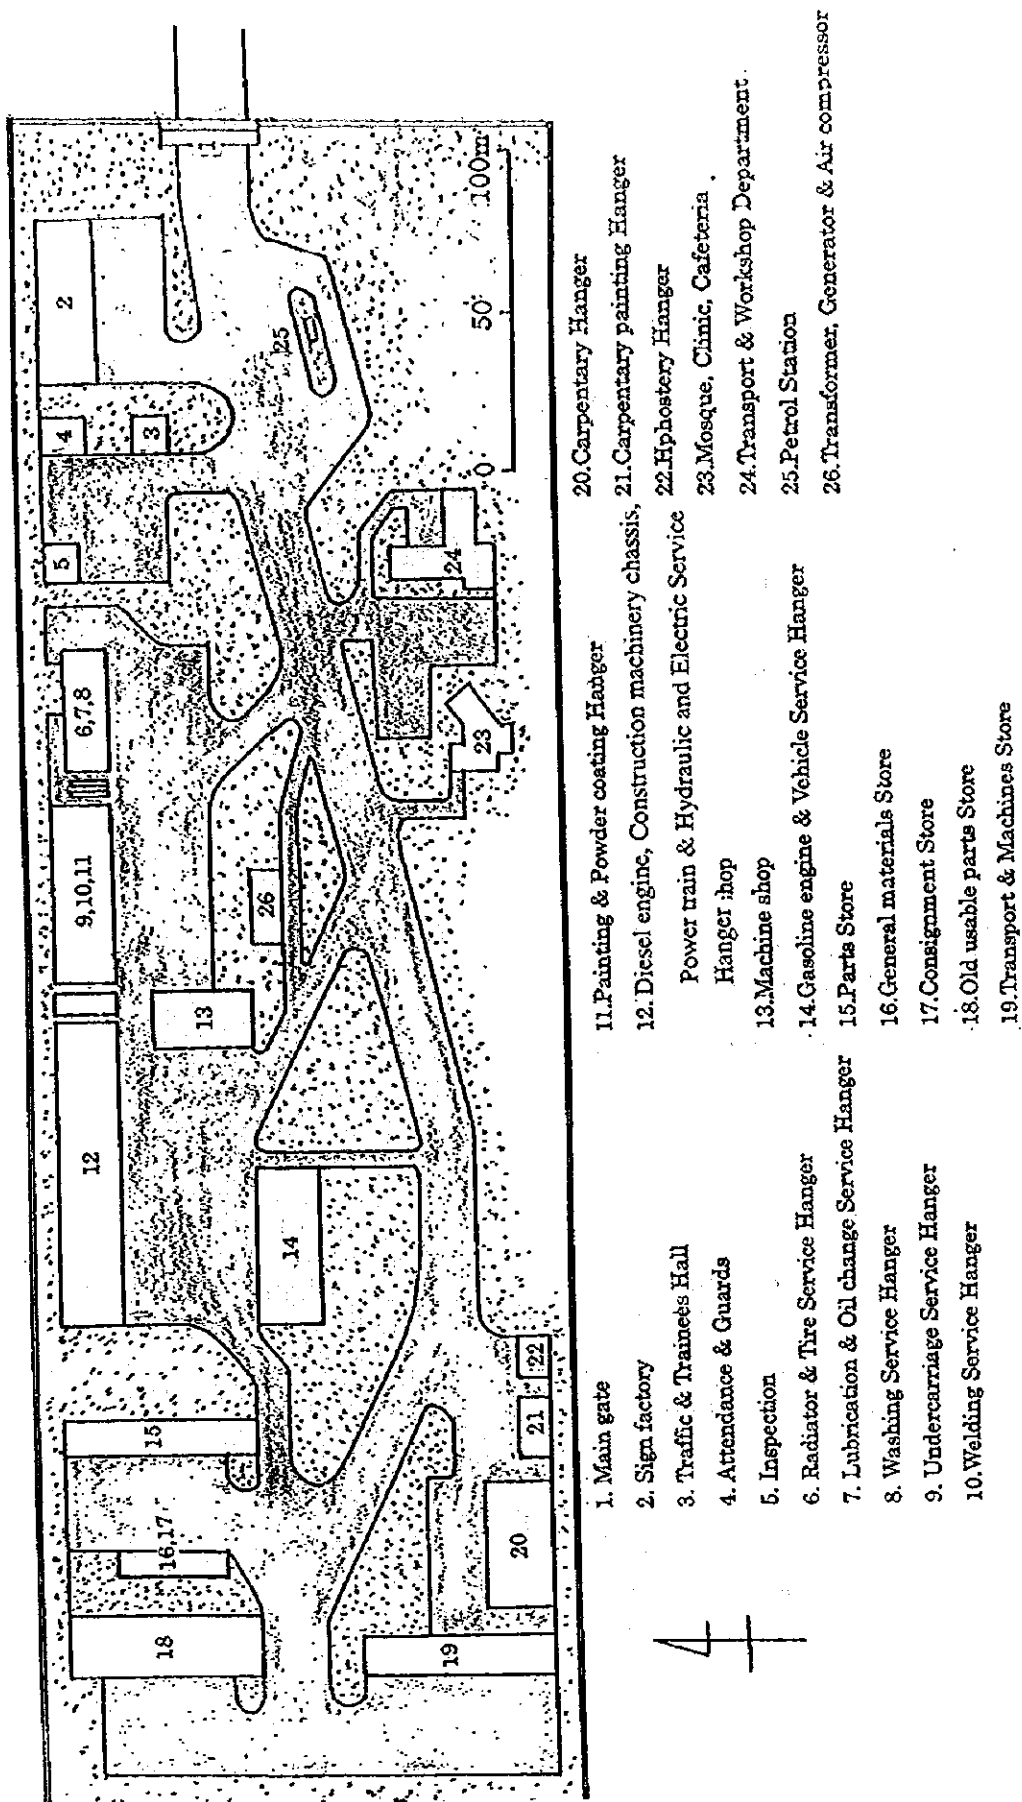 1
2
3
4
5
6,7,8
9,10,11
12
13
14
15
16,17
18
19
20
21
22
23
24
25
26
0
50
100m
1. Main gate
2. Sign factory
3. Traffic & Trainees Hall
4. Attendance & Guards
5. Inspection
6. Radiator & Tire Service Hanger
7. Lubrication & Oil change Service Hanger
8. Washing Service Hanger
9. Undercarriage Service Hanger
10.Welding Service Hanger
11.Painting & Powder coating Hanger
12. Diesel engine, Construction machinery chassis,
Power train & Hydraulic and Electric Service
Hanger shop
13.Machine shop
14.Gasoline engine & Vehicle Service Hanger
15.Parts Store
16.General materials Store
17.Consignment Store
18.Old usable parts Store
19.Transport & Machines Store
20.Carpentary Hanger
21.Carpentary painting Hanger
22.Hphostery Hanger
23.Mosque, Clinic, Cafeteria
24.Transport & Workshop Department
25.Petrol Station
26.Transformer, Generator & Air compressor